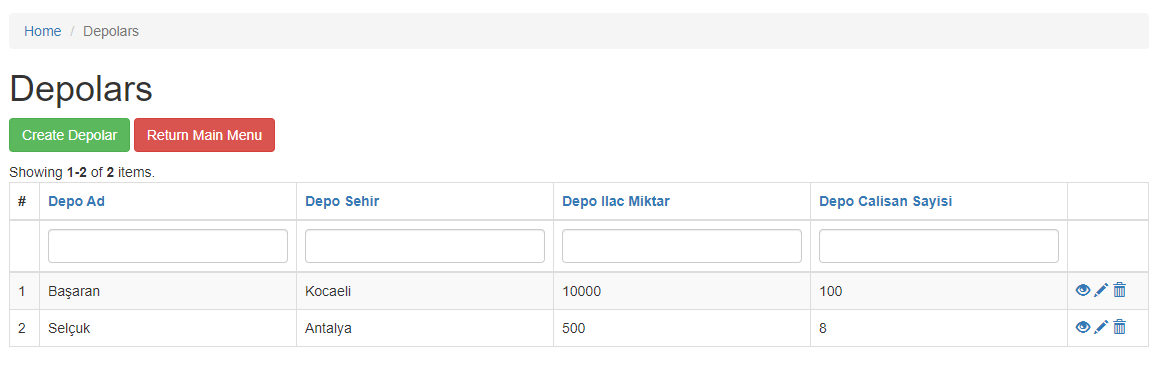 Home / Depolars
Depolars
Create Depolar Return Main Menu
Showing 1-2 of 2 items.
# Depo Ad Depo Sehir Depo Ilac Miktar Depo Calisan Sayisi
1 Başaran Kocaeli 10000 100
2 Selçuk Antalya 500 8